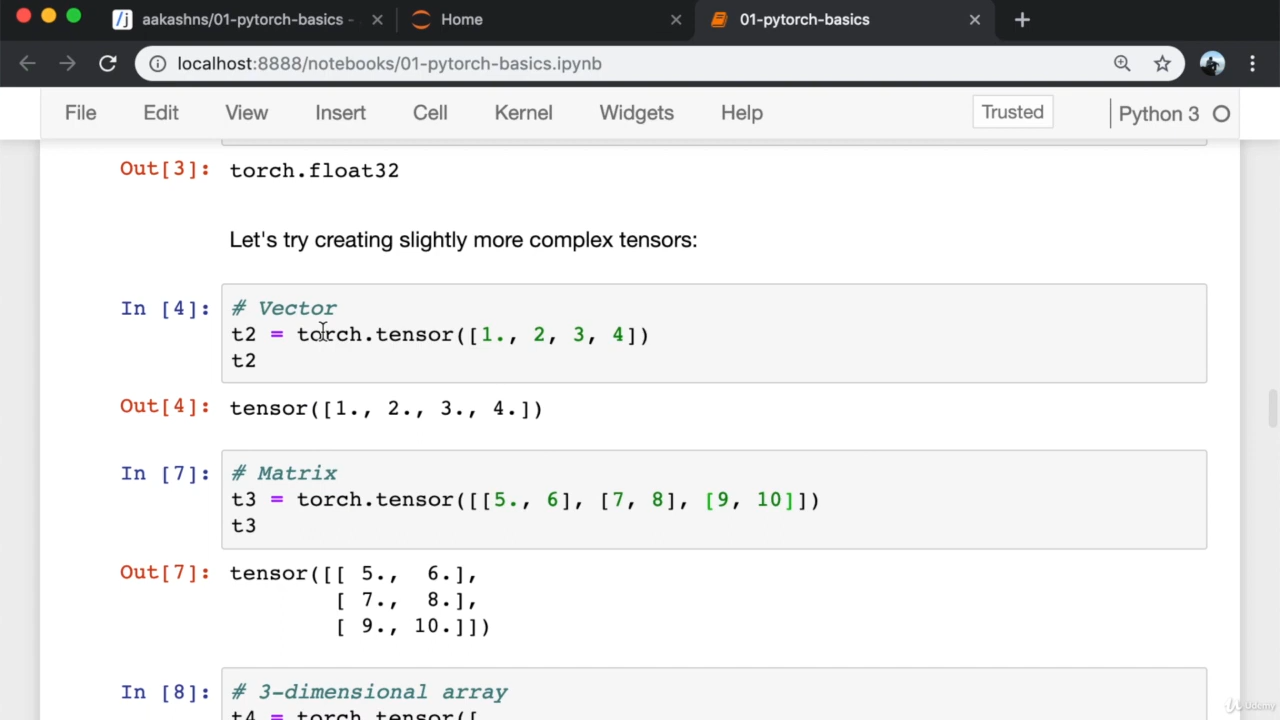 aakashns/01-pytorch-basics -
Home
01-pytorch-basics
localhost:8888/notebooks/01-pytorch-basics.ipynb
File Edit View Insert Cell Kernel Widgets Help Trusted Python 3
Out[3]: torch.float32
Let's try creating slightly more complex tensors:
In [4]: # Vector
t2 = torch.tensor([1., 2, 3, 4])
t2
Out[4]: tensor([1., 2., 3., 4.])
In [7]: # Matrix
t3 = torch.tensor([[5., 6], [7, 8], [9, 10]])
t3
Out[7]: tensor([[ 5.,  6.],
[ 7.,  8.],
[ 9., 10.]])
In [8]: # 3-dimensional array
t4 = torch.tensor([
Udemy